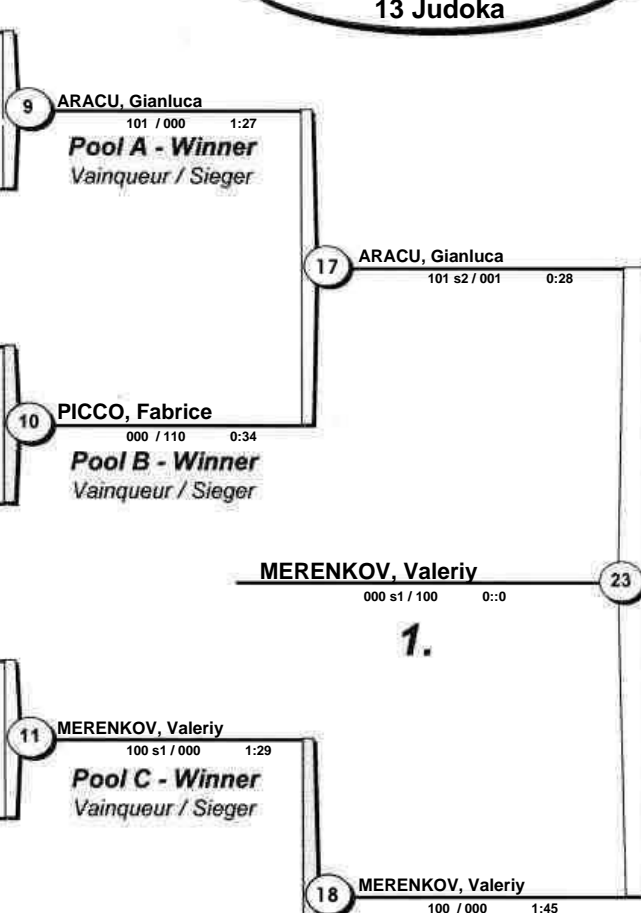 13 Judoka
9
ARACU, Gianluca
101 / 000 1:27
Pool A - Winner
Vainqueur / Sieger
17
ARACU, Gianluca
101 s2 / 001 0:28
10
PICCO, Fabrice
000 / 110 0:34
Pool B - Winner
Vainqueur / Sieger
MERENKOV, Valeriy
23
000 s1 / 100 0::0
1.
11
MERENKOV, Valeriy
100 s1 / 000 1:29
Pool C - Winner
Vainqueur / Sieger
18
MERENKOV, Valeriy
100 / 000 1:45